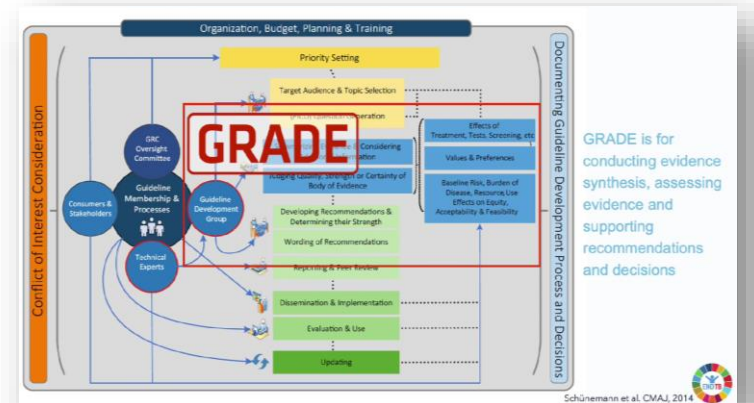 Organization, Budget, Planning & Training
Conflict of Interest Consideration
Priority Setting
Target Audience & Topic Selection
GRADE
GRC
Oversight
Committee
Guideline
Membership &
Processes
Consumers &
Stakeholders
Technical
Experts
Guideline
Development
Group
Considering
Judging Quality, Strength or Certainty of
Body of Evidence
Developing Recommendations &
Determining their Strength
Wording of Recommendations
Reporting & Peer Review
Dissemination & Implementation
Evaluation & Use
Updating
Effects of
Treatment, Tests, Screening, etc
Values & Preferences
Baseline Risk, Burden of
Disease, Resource Use
Effects on Equity,
Acceptability & Feasibility
Documenting Guideline Development Process and Decisions
GRADE is for
conducting evidence
synthesis, assessing
evidence and
supporting
recommendations
and decisions
Schünemann et al. CMAJ, 2014
END TB